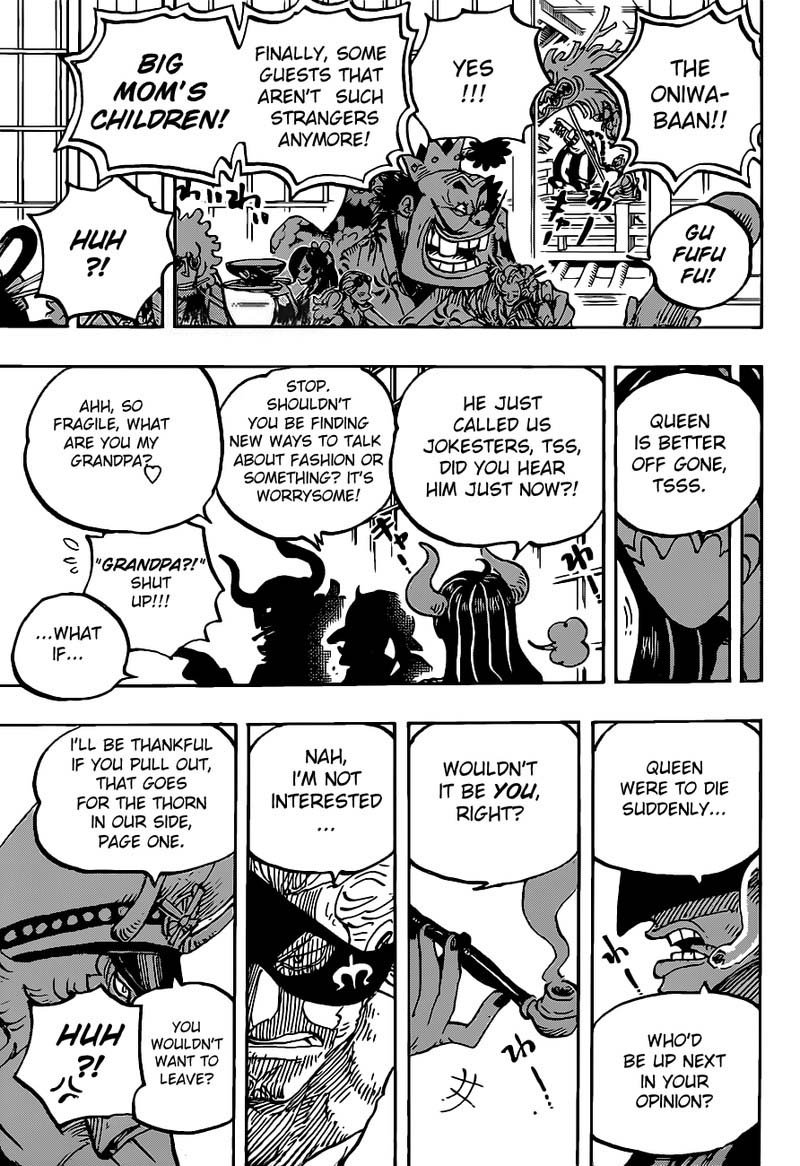 THE
ONIWA-
BAAN!!
GU
FUFU
FU!
YES
!!!
FINALLY, SOME
GUESTS THAT
AREN'T SUCH
STRANGERS
ANYMORE!
BIG
MOM'S
CHILDREN!
HUH
?!
QUEEN
IS BETTER
OFF GONE,
TSSS.
HE JUST
CALLED US
JOKESTERS, TSS,
DID YOU HEAR
HIM JUST NOW?!
STOP.
SHOULDN'T
YOU BE FINDING
NEW WAYS TO TALK
ABOUT FASHION OR
SOMETHING? IT'S
WORRYSOME!
AHH, SO
FRAGILE, WHAT
ARE YOU MY
GRANDPA?♡
"GRANDPA?!"
SHUT
UP!!!
...WHAT
IF...
QUEEN
WERE TO DIE
SUDDENLY...
WHO'D
BE UP NEXT
IN YOUR
OPINION?
WOULDN'T
IT BE YOU,
RIGHT?
NAH,
I'M NOT
INTERESTED
...
I'LL BE THANKFUL
IF YOU PULL OUT,
THAT GOES
FOR THE THORN
IN OUR SIDE,
PAGE ONE.
YOU
WOULDN'T
WANT TO
LEAVE?
HUH
?!